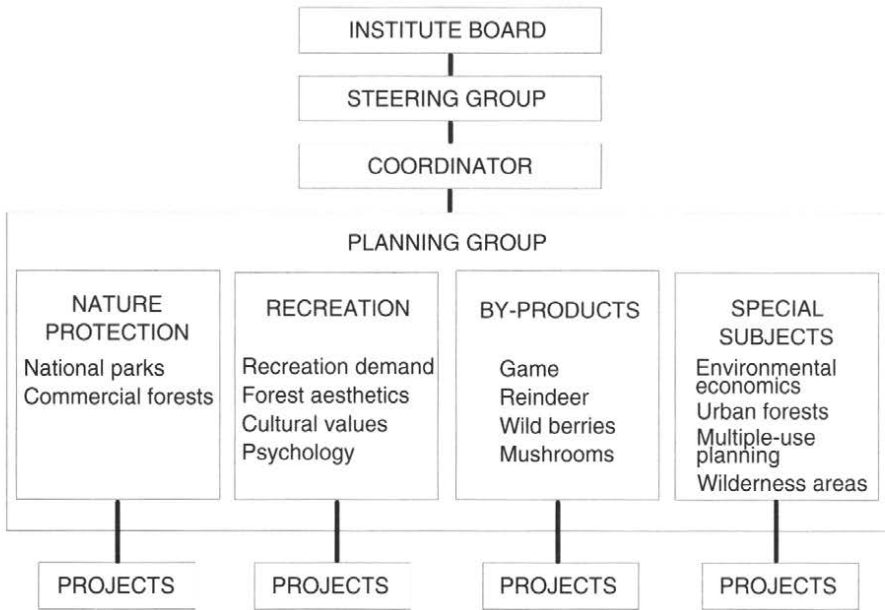 INSTITUTE BOARD
STEERING GROUP
COORDINATOR
PLANNING GROUP
NATURE
PROTECTION
National parks
Commercial forests
RECREATION
Recreation demand
Forest aesthetics
Cultural values
Psychology
BY-PRODUCTS
Game
Reindeer
Wild berries
Mushrooms
SPECIAL
SUBJECTS
Environmental
economics
Urban forests
Multiple-use
planning
Wilderness areas
PROJECTS
PROJECTS
PROJECTS
PROJECTS